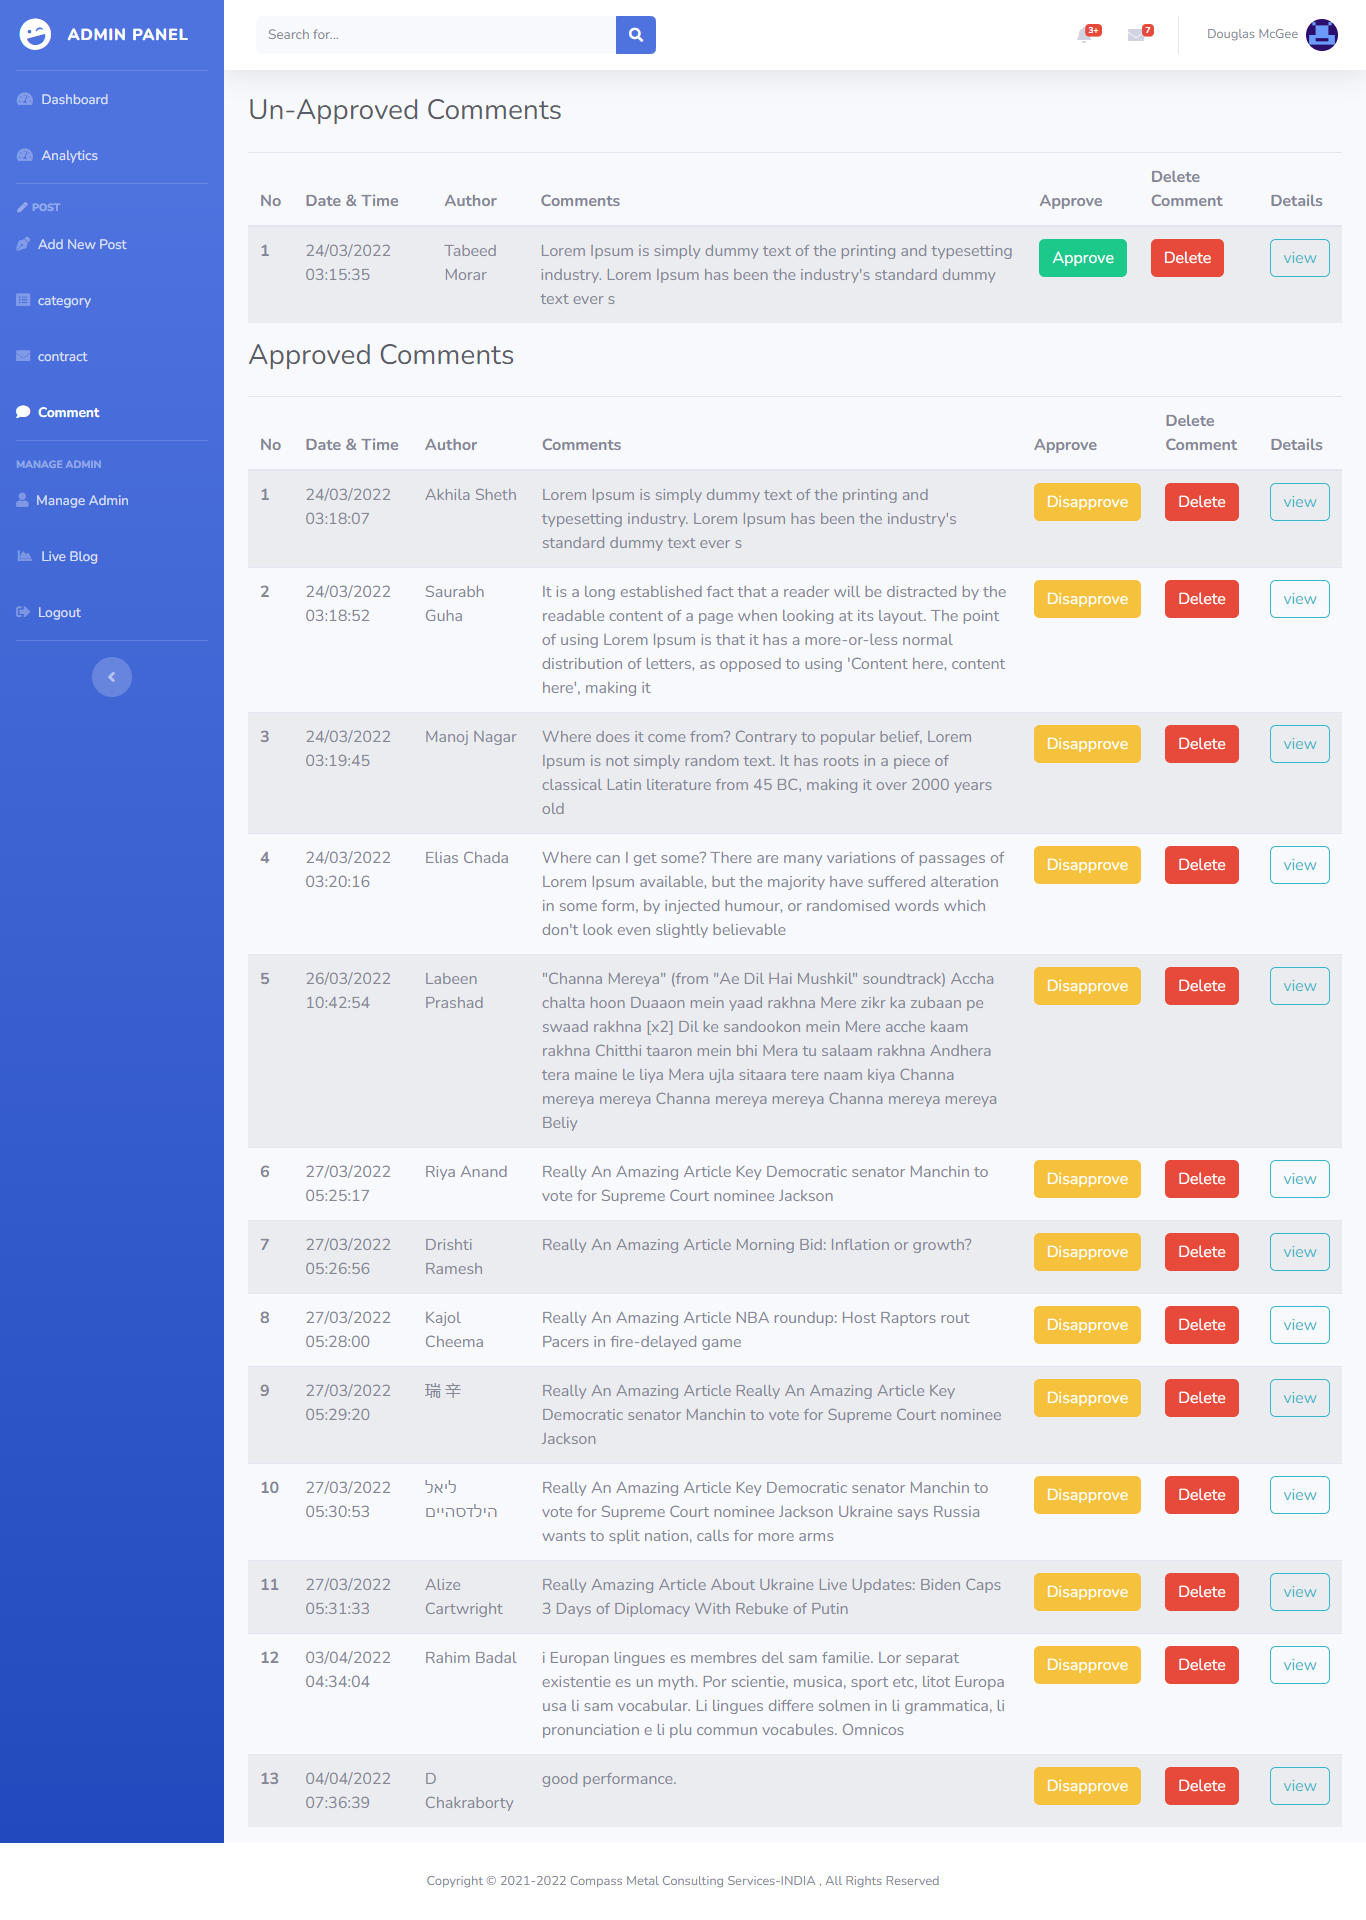 ADMIN PANEL
Search for...
3+
7
Douglas McGee
Dashboard
Analytics
POST
Add New Post
category
contract
Comment
MANAGE ADMIN
Manage Admin
Live Blog
Logout
Un-Approved Comments
No Date & Time Author Comments Approve Delete Comment Details
1 24/03/2022 Tabeed Lorem Ipsum is simply dummy text of the printing and typesetting Approve Delete view
03:15:35 Morar industry. Lorem Ipsum has been the industry's standard dummy
text ever s
Approved Comments
No Date & Time Author Comments Approve Delete Comment Details
1 24/03/2022 Akhila Sheth Lorem Ipsum is simply dummy text of the printing and Disapprove Delete view
03:18:07 typesetting industry. Lorem Ipsum has been the industry's
standard dummy text ever s
2 24/03/2022 Saurabh It is a long established fact that a reader will be distracted by the Disapprove Delete view
03:18:52 Guha readable content of a page when looking at its layout. The point
of using Lorem Ipsum is that it has a more-or-less normal
distribution of letters, as opposed to using 'Content here, content
here', making it
3 24/03/2022 Manoj Nagar Where does it come from? Contrary to popular belief, Lorem Disapprove Delete view
03:19:45 Ipsum is not simply random text. It has roots in a piece of
classical Latin literature from 45 BC, making it over 2000 years
old
4 24/03/2022 Elias Chada Where can I get some? There are many variations of passages of Disapprove Delete view
03:20:16 Lorem Ipsum available, but the majority have suffered alteration
in some form, by injected humour, or randomised words which
don't look even slightly believable
5 26/03/2022 Labeen "Channa Mereya" (from "Ae Dil Hai Mushkil" soundtrack) Accha Disapprove Delete view
10:42:54 Prashad chalta hoon Duaaon mein yaad rakhna Mere zikr ka zubaan pe
swaad rakhna [x2] Dil ke sandookon mein Mere acche kaam
rakhna Chitthi taaron mein bhi Mera tu salaam rakhna Andhera
tera maine le liya Mera ujla sitaara tere naam kiya Channa
mereya mereya Channa mereya mereya Channa mereya mereya
Beliy
6 27/03/2022 Riya Anand Really An Amazing Article Key Democratic senator Manchin to Disapprove Delete view
05:25:17 vote for Supreme Court nominee Jackson
7 27/03/2022 Drishti Really An Amazing Article Morning Bid: Inflation or growth? Disapprove Delete view
05:26:56 Ramesh
8 27/03/2022 Kajol Really An Amazing Article NBA roundup: Host Raptors rout Disapprove Delete view
05:28:00 Cheema Pacers in fire-delayed game
9 27/03/2022 瑞 辛 Really An Amazing Article Really An Amazing Article Key Disapprove Delete view
05:29:20 Democratic senator Manchin to vote for Supreme Court nominee
Jackson
10 27/03/2022 ליאל Really An Amazing Article Key Democratic senator Manchin to Disapprove Delete view
05:30:53 הילדסהיים vote for Supreme Court nominee Jackson Ukraine says Russia
wants to split nation, calls for more arms
11 27/03/2022 Alize Really Amazing Article About Ukraine Live Updates: Biden Caps Disapprove Delete view
05:31:33 Cartwright 3 Days of Diplomacy With Rebuke of Putin
12 03/04/2022 Rahim Badal i Europan lingues es membres del sam familie. Lor separat Disapprove Delete view
04:34:04 existentie es un myth. Por scientie, musica, sport etc, litot Europa
usa li sam vocabular. Li lingues differe solmen in li grammatica, li
pronunciation e li plu commun vocabules. Omnicos
13 04/04/2022 D good performance. Disapprove Delete view
07:36:39 Chakraborty
Copyright © 2021-2022 Compass Metal Consulting Services-INDIA , All Rights Reserved